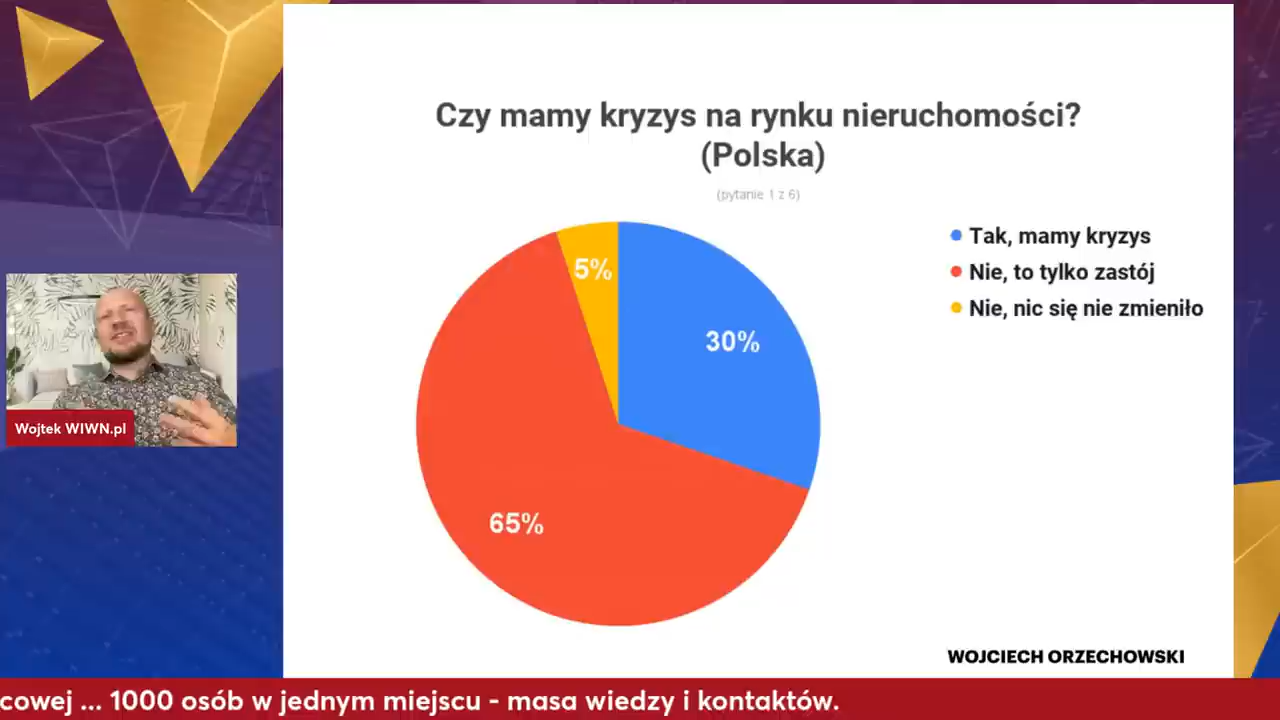 Czy mamy kryzys na rynku nieruchomości?
(Polska)
(pytanie 1 z 6)
Tak, mamy kryzys
Nie, to tylko zastój
Nie, nic się nie zmieniło
5%
30%
65%
Wojtek WIWN.pl
WOJCIECH ORZECHOWSKI
cowej ... 1000 osób w jednym miejscu - masa wiedzy i kontaktów.